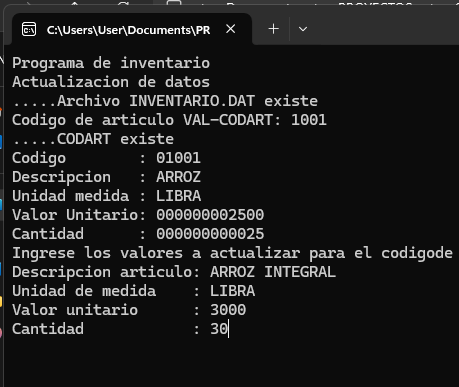 C:\Users\User\Documents\PR
Programa de inventario
Actualizacion de datos
.....Archivo INVENTARIO.DAT existe
Codigo de articulo VAL-CODART: 1001
.....CODART existe
Codigo        : 01001
Descripcion   : ARROZ
Unidad medida : LIBRA
Valor Unitario: 000000002500
Cantidad      : 000000000025
Ingrese los valores a actualizar para el codigode
Descripcion articulo: ARROZ INTEGRAL
Unidad de medida    : LIBRA
Valor unitario      : 3000
Cantidad            : 30